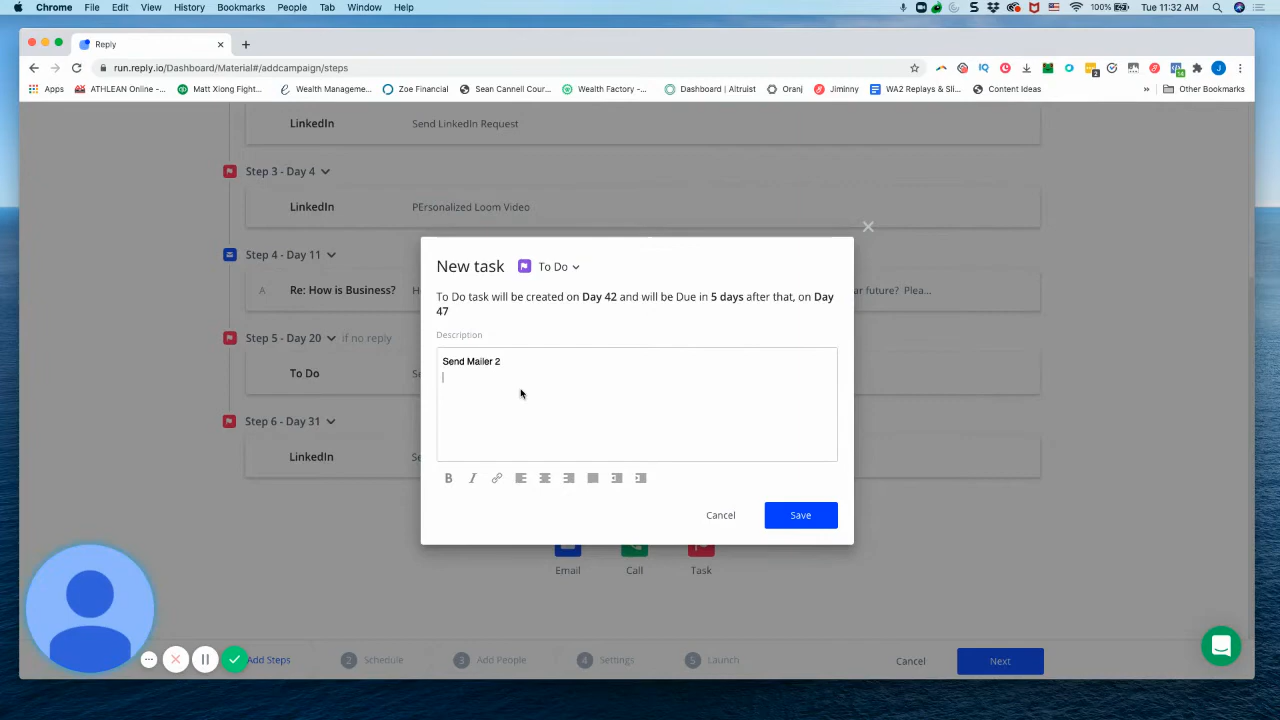 Chrome File Edit View History Bookmarks People Tab Window Help
100% Tue 11:32 AM
Reply
run.reply.io/Dashboard/Material#/addcampaign/steps
Apps ATHLEAN Online -... Matt Xiong Fight... Wealth Manageme... Zoe Financial Sean Cannell Cour... Wealth Factory -... Dashboard | Altruist Oranj Jiminny WA2 Replays & Sli... Content Ideas » Other Bookmarks
LinkedIn Send LinkedIn Request
Step 3 - Day 4
LinkedIn PErsonalized Loom Video
Step 4 - Day 11
A Re: How is Business? ar future? Plea...
Step 5 - Day 20 if no reply
To Do
Step 6 - Day 31
LinkedIn
New task To Do
To Do task will be created on Day 42 and will be Due in 5 days after that, on Day
47
Description
Send Mailer 2
B I
Cancel Save
Email Call Task
Add Steps 2 Schedule 3 Add People 4 Settings 5 Launch Cancel Next